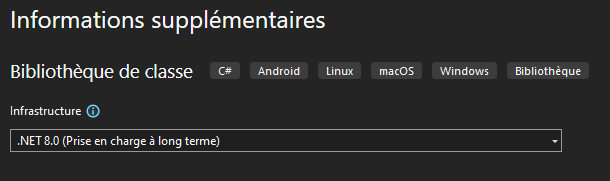 Informations supplémentaires
Bibliothèque de classe C# Android Linux macOS Windows Bibliothèque
Infrastructure
.NET 8.0 (Prise en charge à long terme)